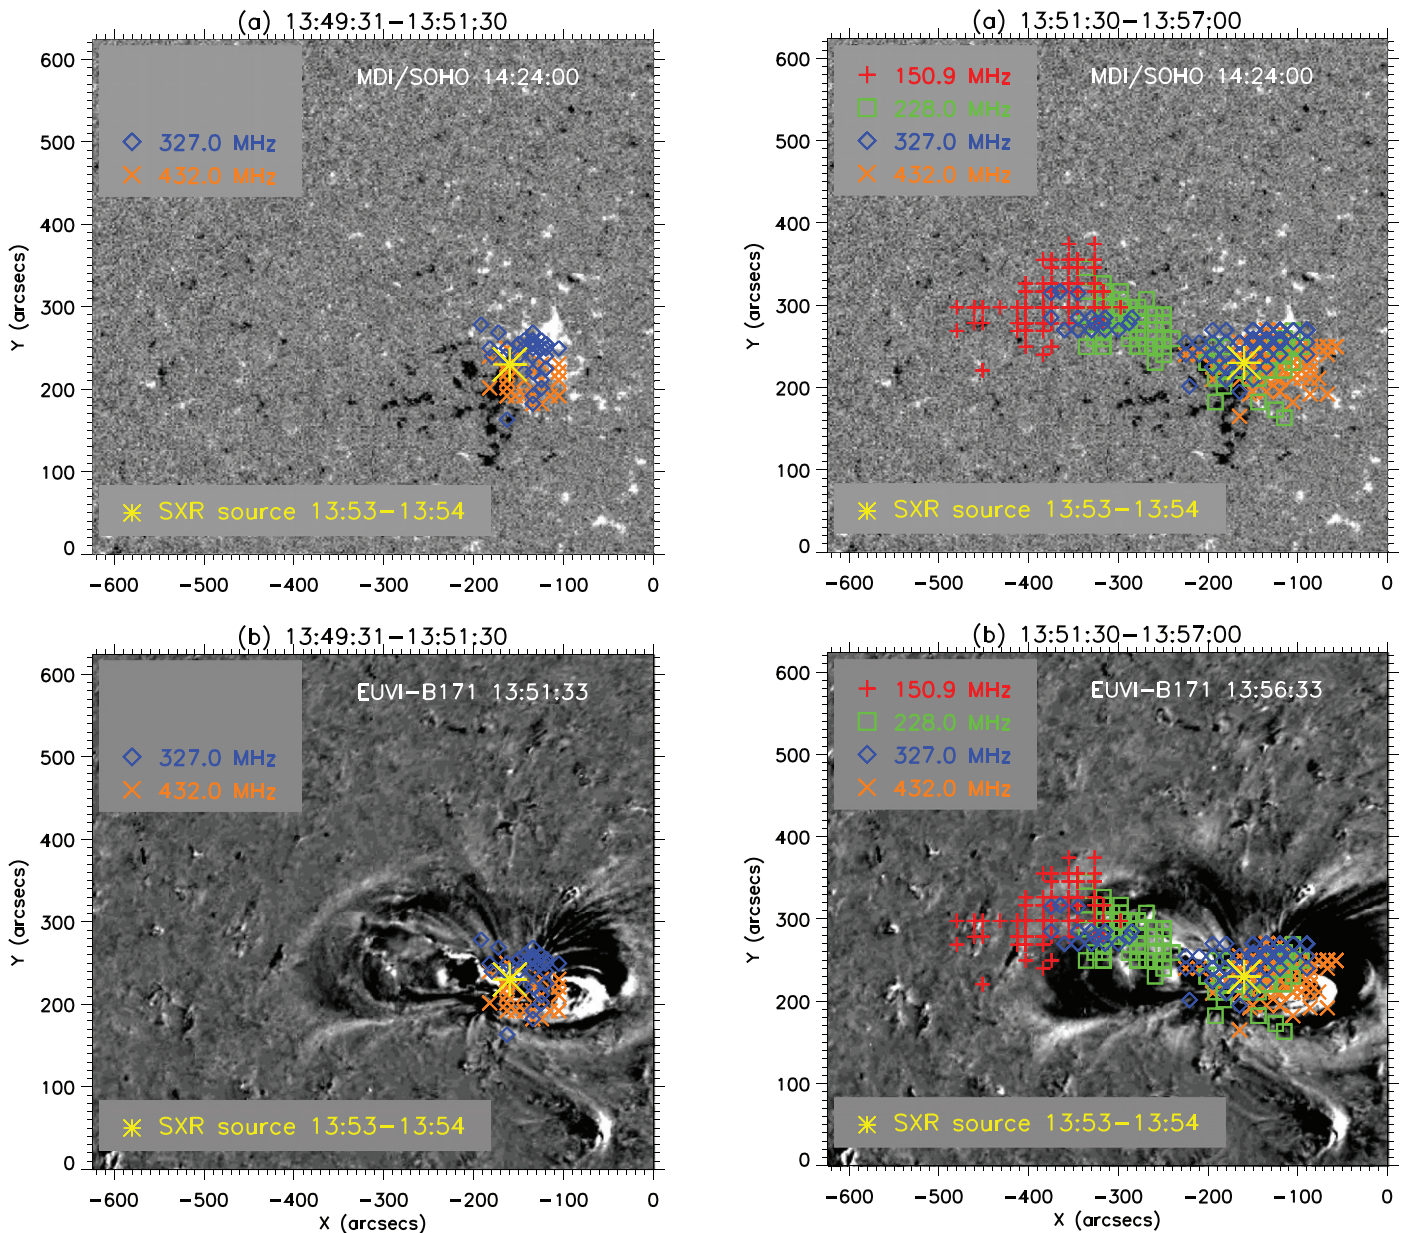 (a) 13:49:31−13:51:30
MDI/SOHO 14:24:00
327.0 MHz
432.0 MHz
SXR source 13:53−13:54
Y (arcsecs)
600
500
400
300
200
100
0
−600 −500 −400 −300 −200 −100 0
(a) 13:51:30−13:57:00
MDI/SOHO 14:24:00
150.9 MHz
228.0 MHz
327.0 MHz
432.0 MHz
SXR source 13:53−13:54
Y (arcsecs)
600
500
400
300
200
100
0
−600 −500 −400 −300 −200 −100 0
(b) 13:49:31−13:51:30
EUVI−B171 13:51:33
327.0 MHz
432.0 MHz
SXR source 13:53−13:54
Y (arcsecs)
600
500
400
300
200
100
0
−600 −500 −400 −300 −200 −100 0
X (arcsecs)
(b) 13:51:30−13:57:00
EUVI−B171 13:56:33
150.9 MHz
228.0 MHz
327.0 MHz
432.0 MHz
SXR source 13:53−13:54
Y (arcsecs)
600
500
400
300
200
100
0
−600 −500 −400 −300 −200 −100 0
X (arcsecs)